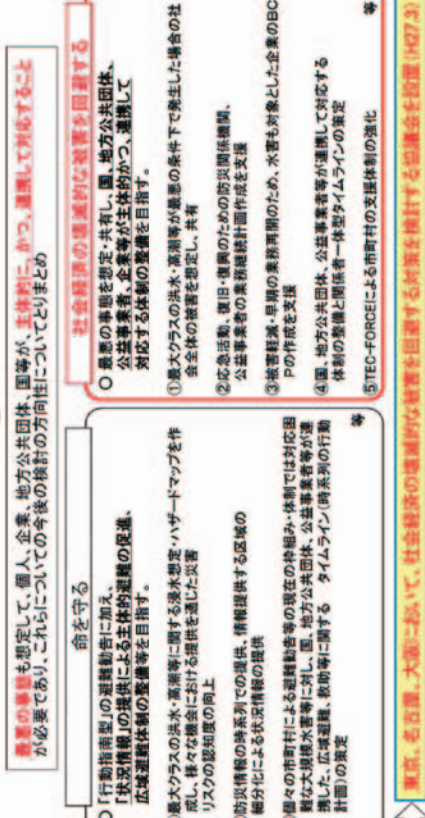 最悪の事態も想定して、個人、企業、地方公共団体、国等が、主体的に、かつ、連携して対応すること
が必要であり、これらについての今後の検討の方向性についてとりまとめ
命を守る
○「行動指南型」の避難勧告に加え、
「状況情報」の提供による主体的避難の促進、
広域避難体制の整備等を目指す。
最大クラスの洪水・高潮等に関する浸水想定・ハザードマップを作
成し、様々な機会における提供を通じた災害
リスクの認知度の向上
防災情報の時系列での提供、情報提供する区域の
細分化による状況情報の提供
個々の市町村による避難勧告等の現在の枠組み・体制では対応困
難な大規模水害等に対し、国、地方公共団体、公益事業者等が連
携した、広域避難、救助等に関する タイムライン(時系列の行動
計画)の策定
等
社会経済の壊滅的な被害を回避する
○ 最悪の事態を想定・共有し、国、地方公共団体、
公益事業者、企業等が主体的かつ、連携して
対応する体制の整備を目指す。
①最大クラスの洪水・高潮等が最悪の条件下で発生した場合の社
会全体の被害を想定し、共有
②応急活動、復旧・復興のための防災関係機関、
公益事業者の業務継続計画作成を支援
③被害軽減・早期の業務再開のため、水害も対象とした企業のBC
Pの作成を支援
④国、地方公共団体、公益事業者等が連携して対応する
体制の整備と関係者一体型タイムラインの策定
⑤TEC-FORCEによる市町村の支援体制の強化
等
東京、名古屋、大阪において、社会経済の壊滅的な被害を回避する対策を検討する協議会を設置(H27.3)